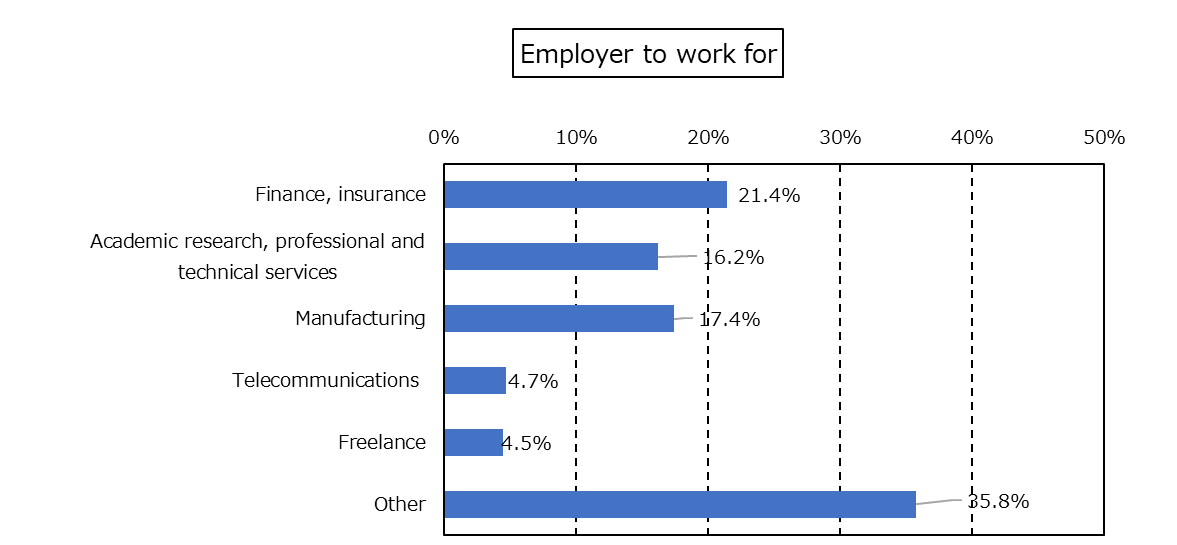 Employer to work for
0% 10% 20% 30% 40% 50%
Finance, insurance 21.4%
Academic research, professional and
technical services
16.2%
Manufacturing 17.4%
Telecommunications 4.7%
Freelance 4.5%
Other 35.8%